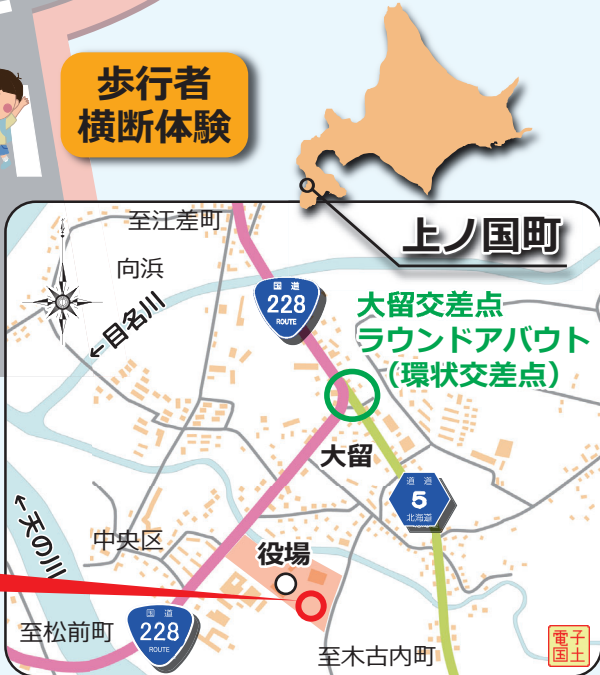 歩行者
横断体験
上ノ国町
至江差町
向浜
←目名川
国道
228
ROUTE
大留交差点
ラウンドアバウト
（環状交差点）
大留
道道
5
北海道
←天の川
中央区
役場
至松前町
国道
228
ROUTE
至木古内町
電子
国土